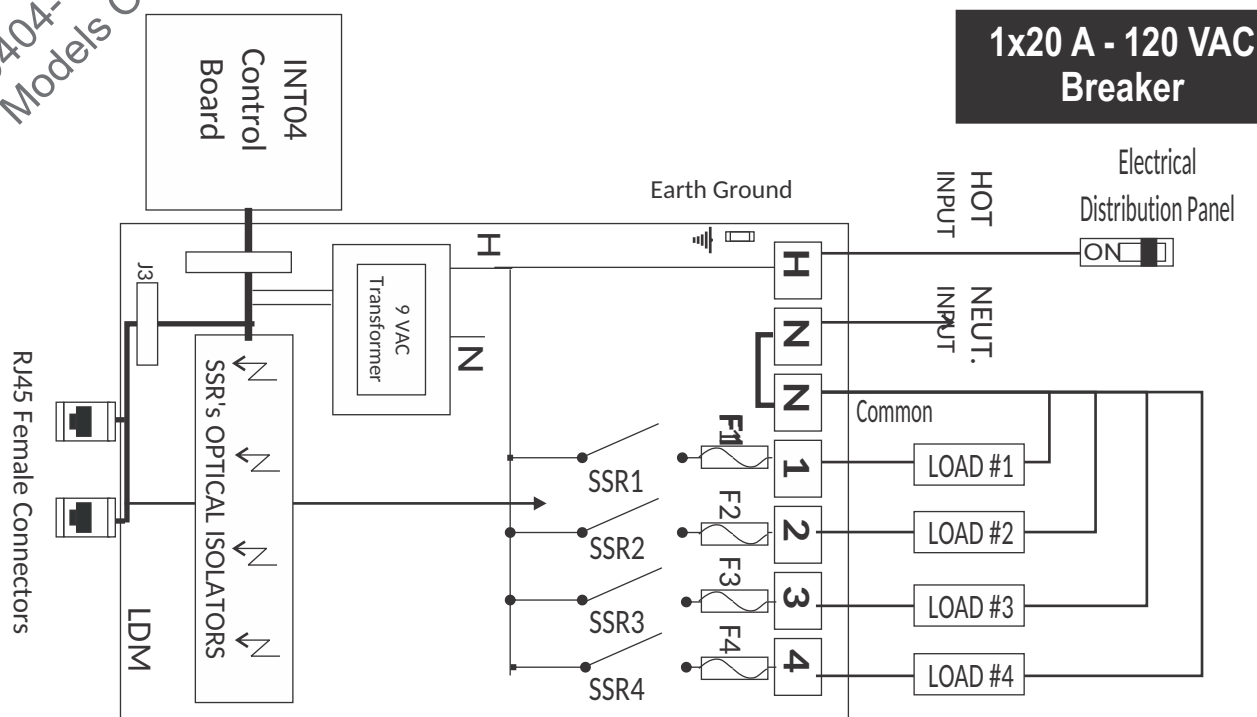 404-
Models
INT04
Control
Board
1x20 A - 120 VAC
Breaker
Electrical
Distribution Panel
ON
HOT
INPUT
NEUT.
INPUT
Earth Ground
H
N
9 VAC
Transformer
J3
RJ45 Female Connectors
SSR's OPTICAL ISOLATORS
LDM
H
N
N
1
2
3
4
Common
F1
F2
F3
F4
SSR1
SSR2
SSR3
SSR4
LOAD #1
LOAD #2
LOAD #3
LOAD #4